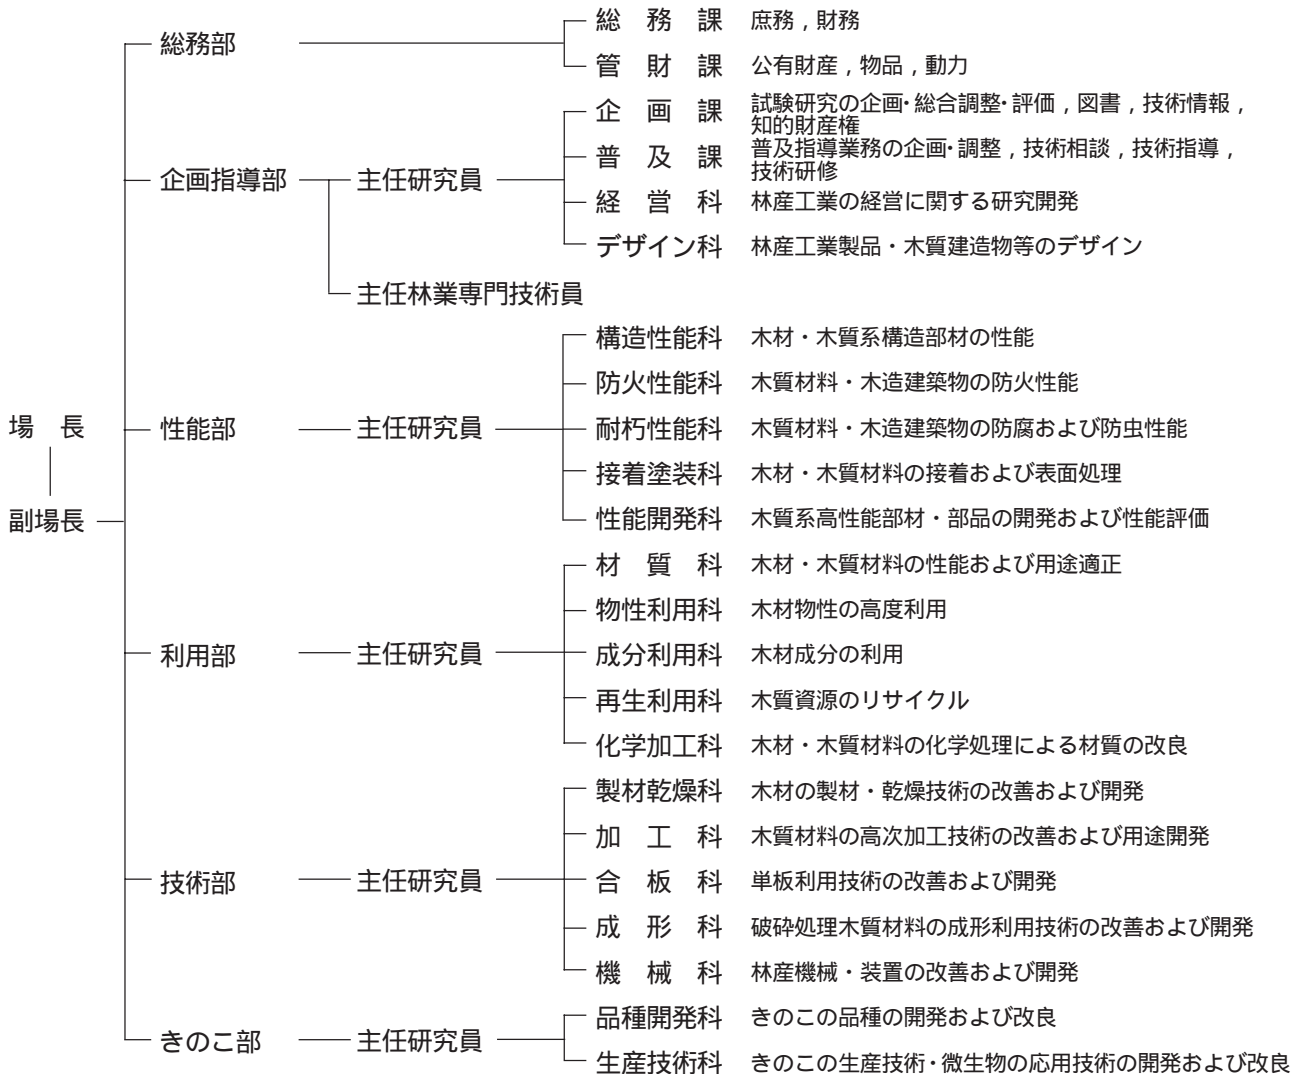 総務部
総　務　課　庶務，財務
管　財　課　公有財産，物品，動力
企画指導部
主任研究員
企　画　課　試験研究の企画・総合調整・評価，図書，技術情報，
知的財産権
普　及　課　普及指導業務の企画・調整，技術相談，技術指導，
技術研修
経　営　科　林産工業の経営に関する研究開発
デザイン科　林産工業製品・木質建造物等のデザイン
主任林業専門技術員
場　長
副場長
性能部
主任研究員
構造性能科　木材・木質系構造部材の性能
防火性能科　木質材料・木造建築物の防火性能
耐朽性能科　木質材料・木造建築物の防腐および防虫性能
接着塗装科　木材・木質材料の接着および表面処理
性能開発科　木質系高性能部材・部品の開発および性能評価
利用部
主任研究員
材　質　科　木材・木質材料の性能および用途適正
物性利用科　木材物性の高度利用
成分利用科　木材成分の利用
再生利用科　木質資源のリサイクル
化学加工科　木材・木質材料の化学処理による材質の改良
技術部
主任研究員
製材乾燥科　木材の製材・乾燥技術の改善および開発
加　工　科　木質材料の高次加工技術の改善および用途開発
合　板　科　単板利用技術の改善および開発
成　形　科　破砕処理木質材料の成形利用技術の改善および開発
機　械　科　林産機械・装置の改善および開発
きのこ部
主任研究員
品種開発科　きのこの品種の開発および改良
生産技術科　きのこの生産技術・微生物の応用技術の開発および改良